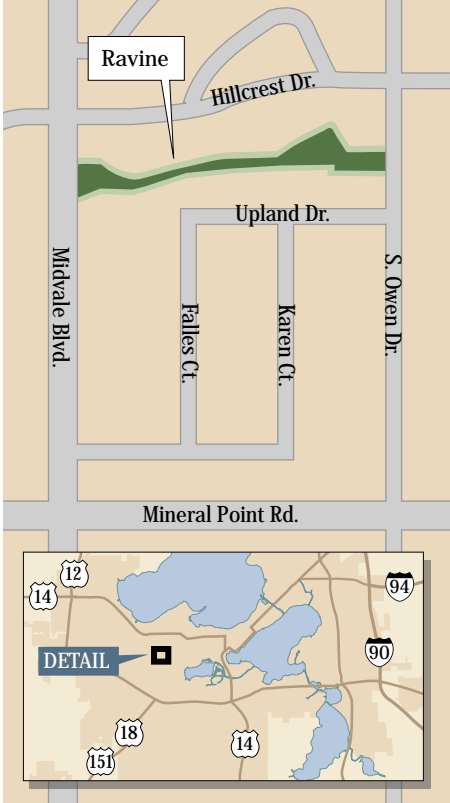 Ravine
Hillcrest Dr.
Upland Dr.
Midvale Blvd.
Falles Ct.
Karen Ct.
S. Owen Dr.
Mineral Point Rd.
12
14
94
DETAIL
90
18
14
151